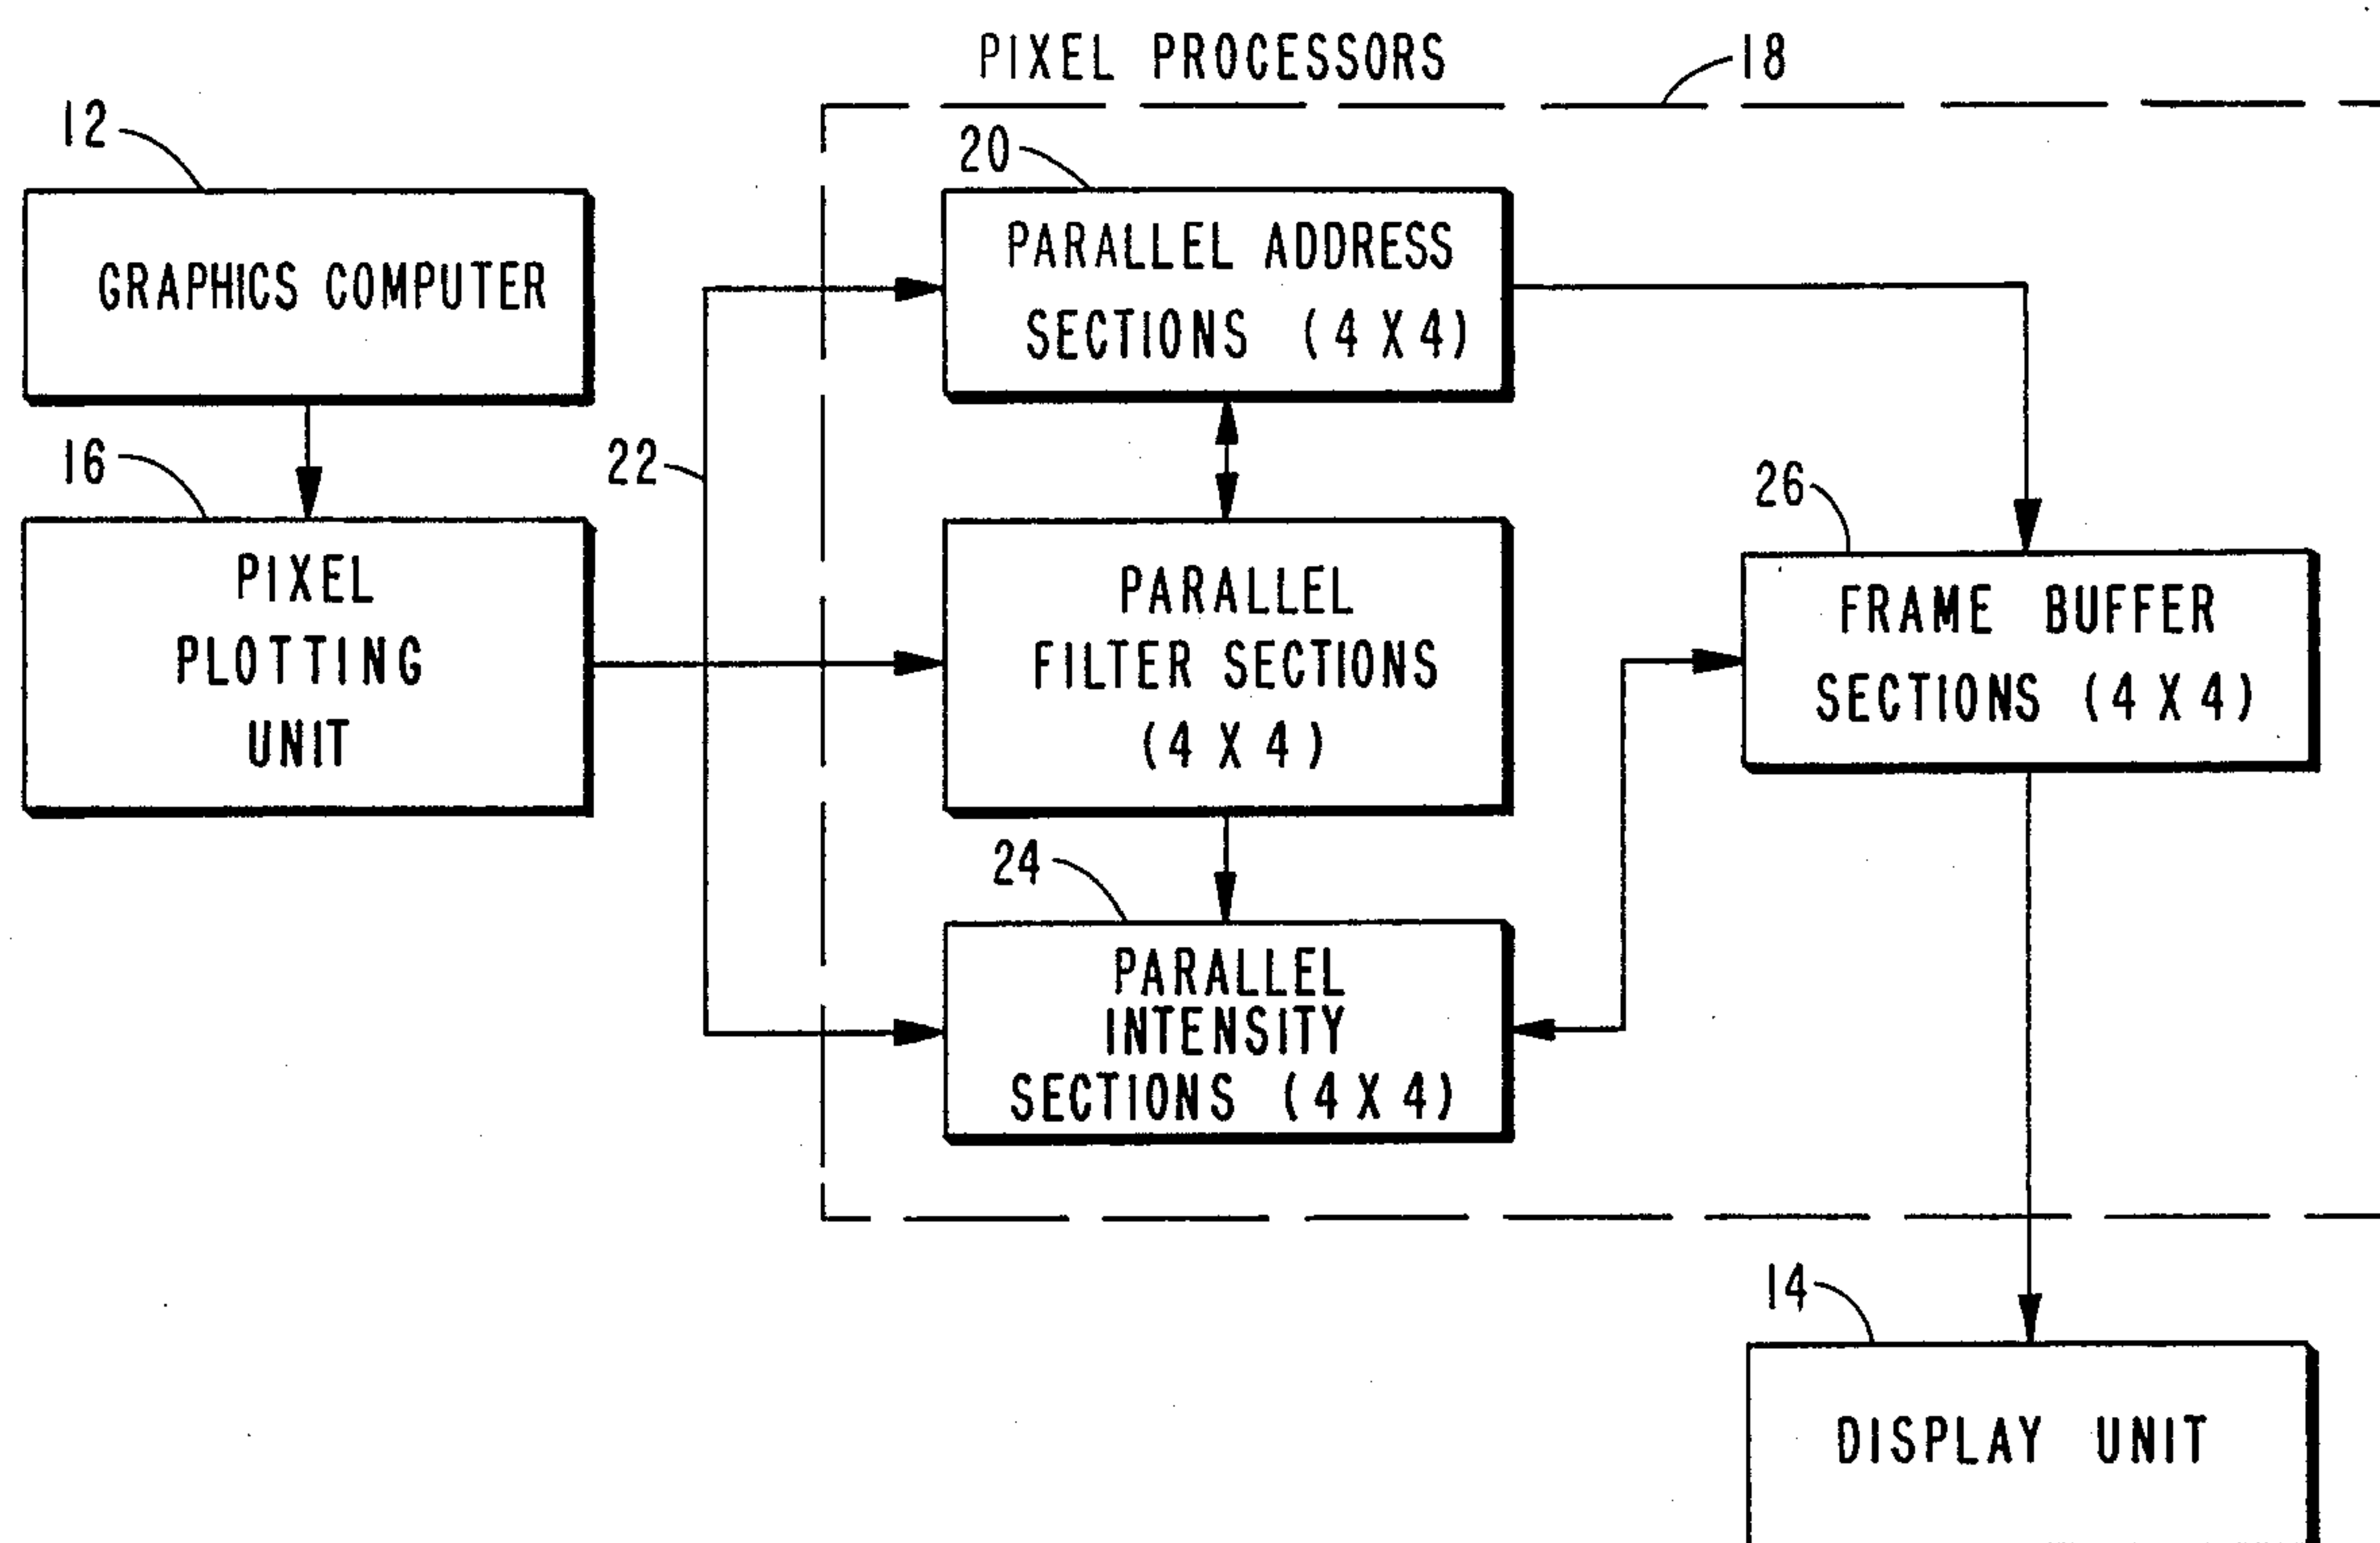 PIXEL PROCESSORS
18
12
20
GRAPHICS COMPUTER
PARALLEL ADDRESS
SECTIONS (4 X 4)
16
22
26
PIXEL
PLOTTING
UNIT
PARALLEL
FILTER SECTIONS
(4 X 4)
FRAME BUFFER
SECTIONS (4 X 4)
24
PARALLEL
INTENSITY
SECTIONS (4 X 4)
14
DISPLAY UNIT